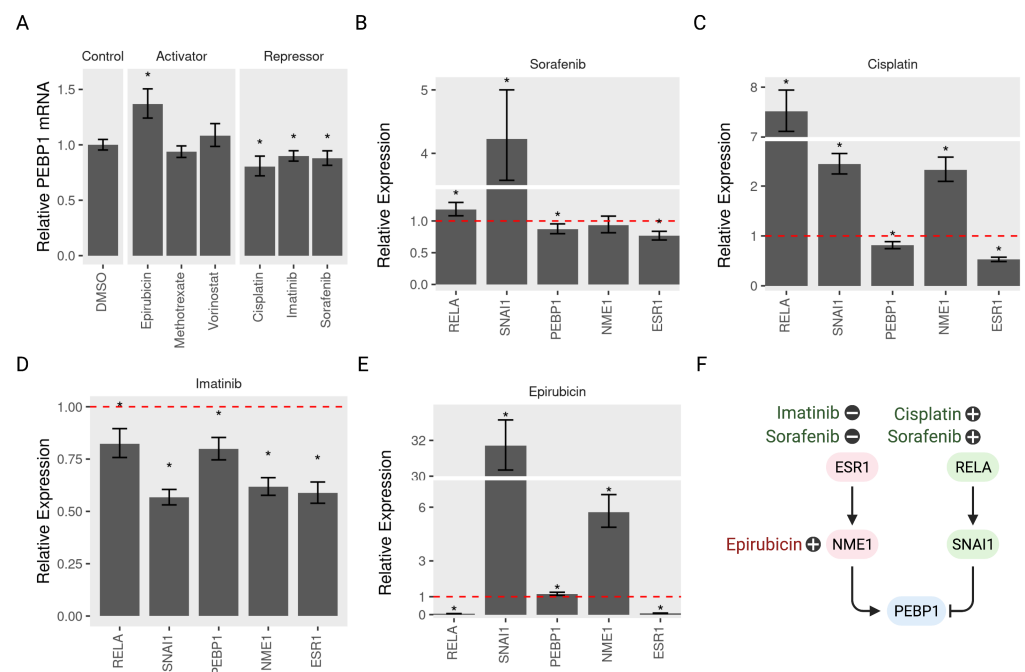 A
Control Activator Repressor
Relative PEBP1 mRNA
1.5
1.0
0.5
0.0
DMSO
Epirubicin
Methotrexate
Vorinostat
Cisplatin
Imatinib
Sorafenib
* * * *
B
Sorafenib
Relative Expression
5
4
1.0
0.5
0.0
RELA
SNAI1
PEBP1
NME1
ESR1
* * * *
C
Cisplatin
Relative Expression
8
7
2
1
0
RELA
SNAI1
PEBP1
NME1
ESR1
* * * * *
D
Imatinib
Relative Expression
1.00
0.75
0.50
0.25
0.00
RELA
SNAI1
PEBP1
NME1
ESR1
* * * * *
E
Epirubicin
Relative Expression
32
30
6
3
1
0
RELA
SNAI1
PEBP1
NME1
ESR1
* * * * *
F
Imatinib − Cisplatin +
Sorafenib − Sorafenib +
ESR1 RELA
Epirubicin + NME1 SNAI1
PEBP1